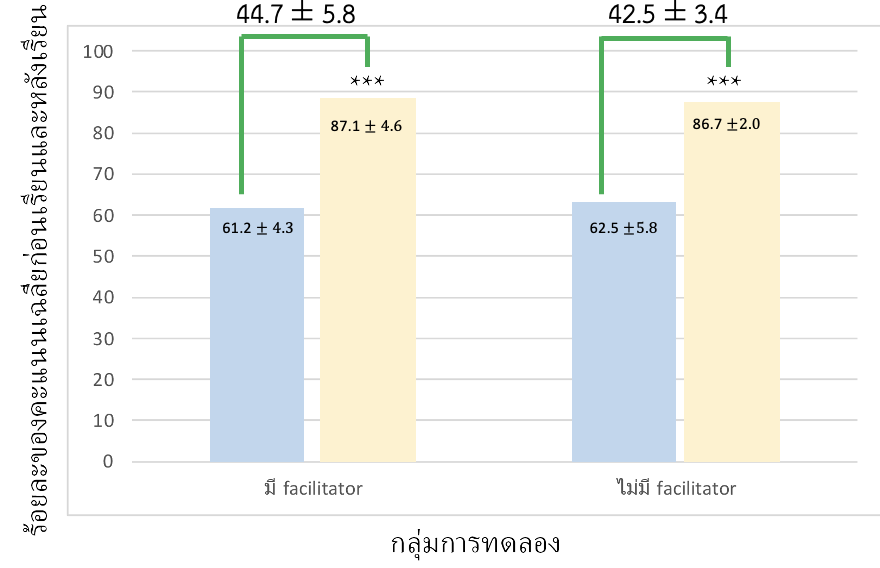 44.7 ± 5.8
42.5 ± 3.4
ร้อยละของคะแนนเฉลี่ยก่อนเรียนและหลังเรียน
100
90
80
70
60
50
40
30
20
10
0
***
***
87.1 ± 4.6
86.7 ±2.0
61.2 ± 4.3
62.5 ±5.8
มี facilitator
ไม่มี facilitator
กลุ่มการทดลอง